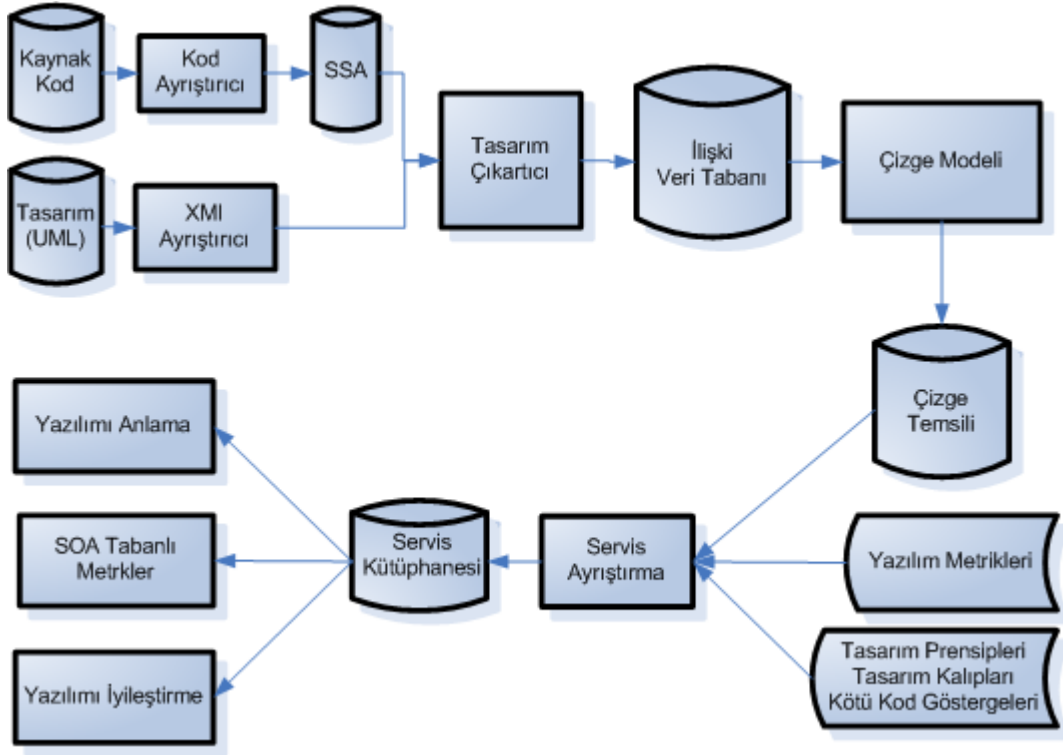 Kaynak
Kod
Kod
Ayrıştırıcı
SSA
Tasarım
(UML)
XMI
Ayrıştırıcı
Tasarım
Çıkartıcı
İlişki
Veri Tabanı
Çizge Modeli
Çizge
Temsili
Yazılımı Anlama
SOA Tabanlı
Metrkler
Yazılımı İyileştirme
Servis
Kütüphanesi
Servis
Ayrıştırma
Yazılım Metrikleri
Tasarım Prensipleri
Tasarım Kalıpları
Kötü Kod Göstergeleri